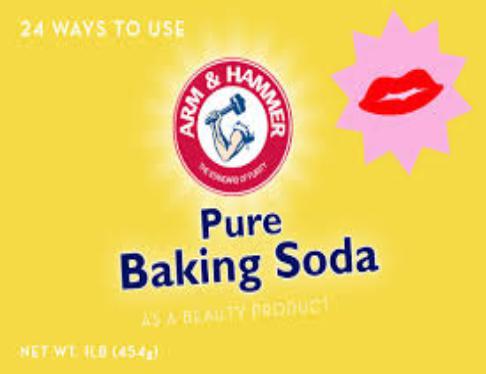 24 WAYS TO USE
ARM & HAMMER
THE STANDARD OF PURITY
Pure
Baking Soda
AS A BEAUTY PRODUCT
NET WT. 1LB (454g)